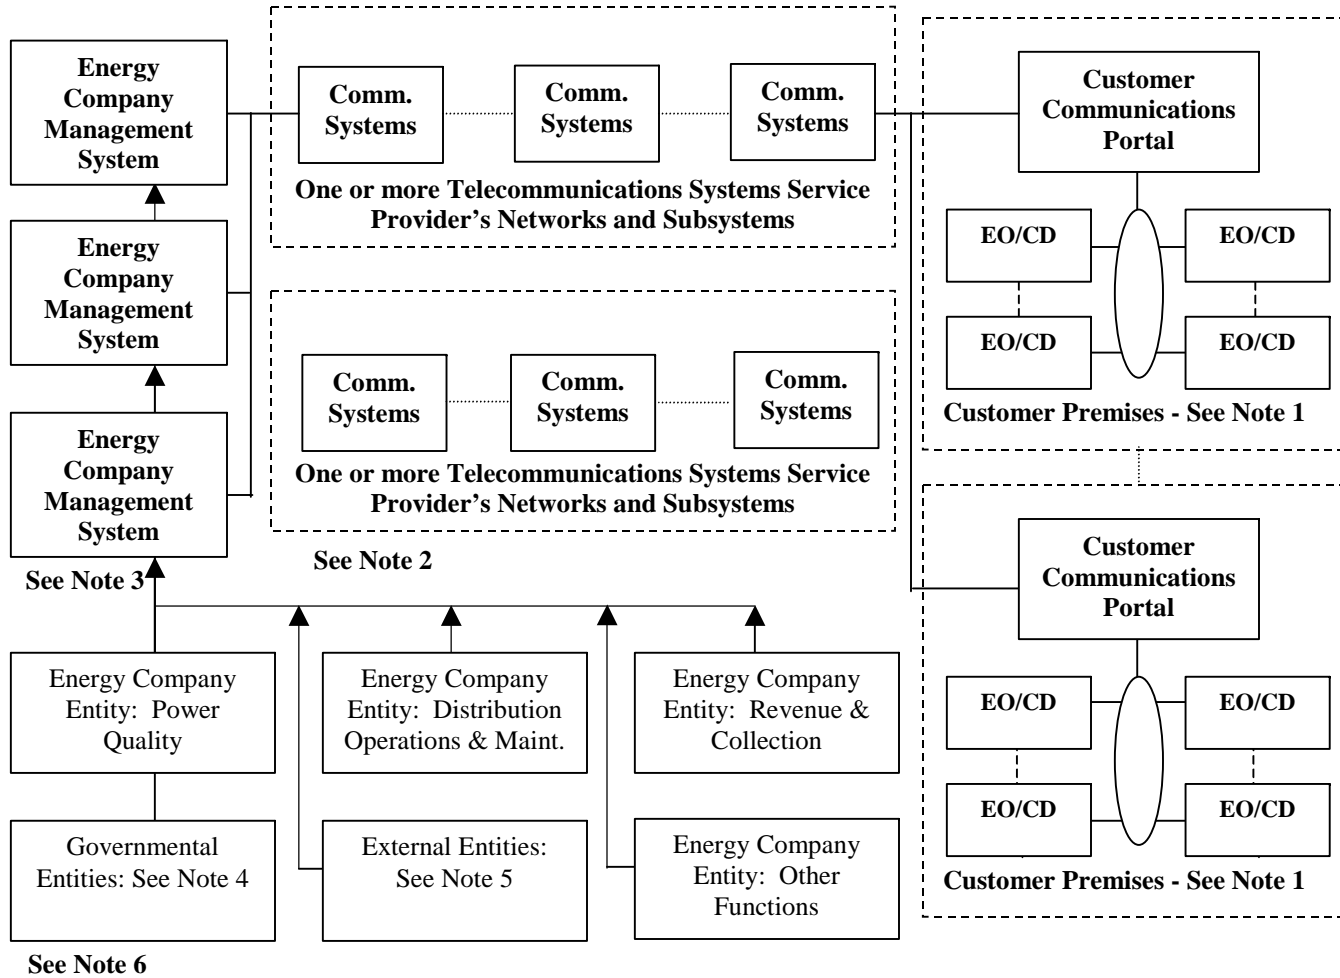 Energy
Company
Management
System
Energy
Company
Management
System
Energy
Company
Management
System
See Note 3
Comm.
Systems
Comm.
Systems
Comm.
Systems
One or more Telecommunications Systems Service
Provider’s Networks and Subsystems
Comm.
Systems
Comm.
Systems
Comm.
Systems
One or more Telecommunications Systems Service
Provider’s Networks and Subsystems
See Note 2
Customer
Communications
Portal
EO/CD
EO/CD
EO/CD
EO/CD
Customer Premises - See Note 1
Customer
Communications
Portal
EO/CD
EO/CD
EO/CD
EO/CD
Customer Premises - See Note 1
Energy Company
Entity: Power
Quality
Energy Company
Entity: Distribution
Operations & Maint.
Energy Company
Entity: Revenue &
Collection
Governmental
Entities: See Note 4
External Entities:
See Note 5
Energy Company
Entity: Other
Functions
See Note 6